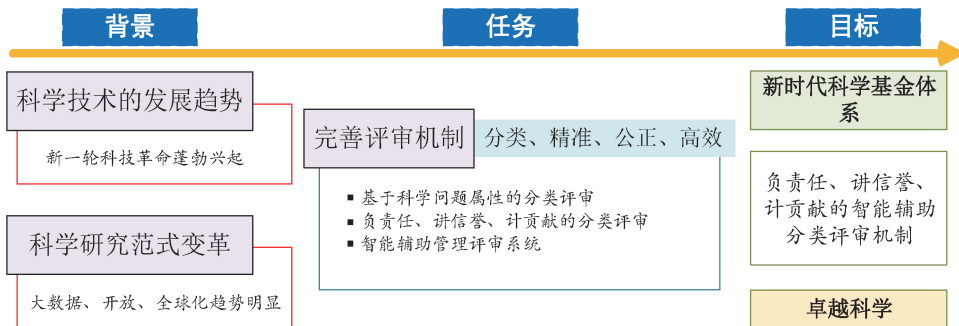 背景
任务
目标
科学技术的发展趋势
新一轮科技革命蓬勃兴起
科学研究范式变革
大数据、开放、全球化趋势明显
完善评审机制
分类、精准、公正、高效
▪ 基于科学问题属性的分类评审
▪ 负责任、讲信誉、计贡献的分类评审
▪ 智能辅助管理评审系统
新时代科学基金体
系
负责任、讲信誉、
计贡献的智能辅助
分类评审机制
卓越科学